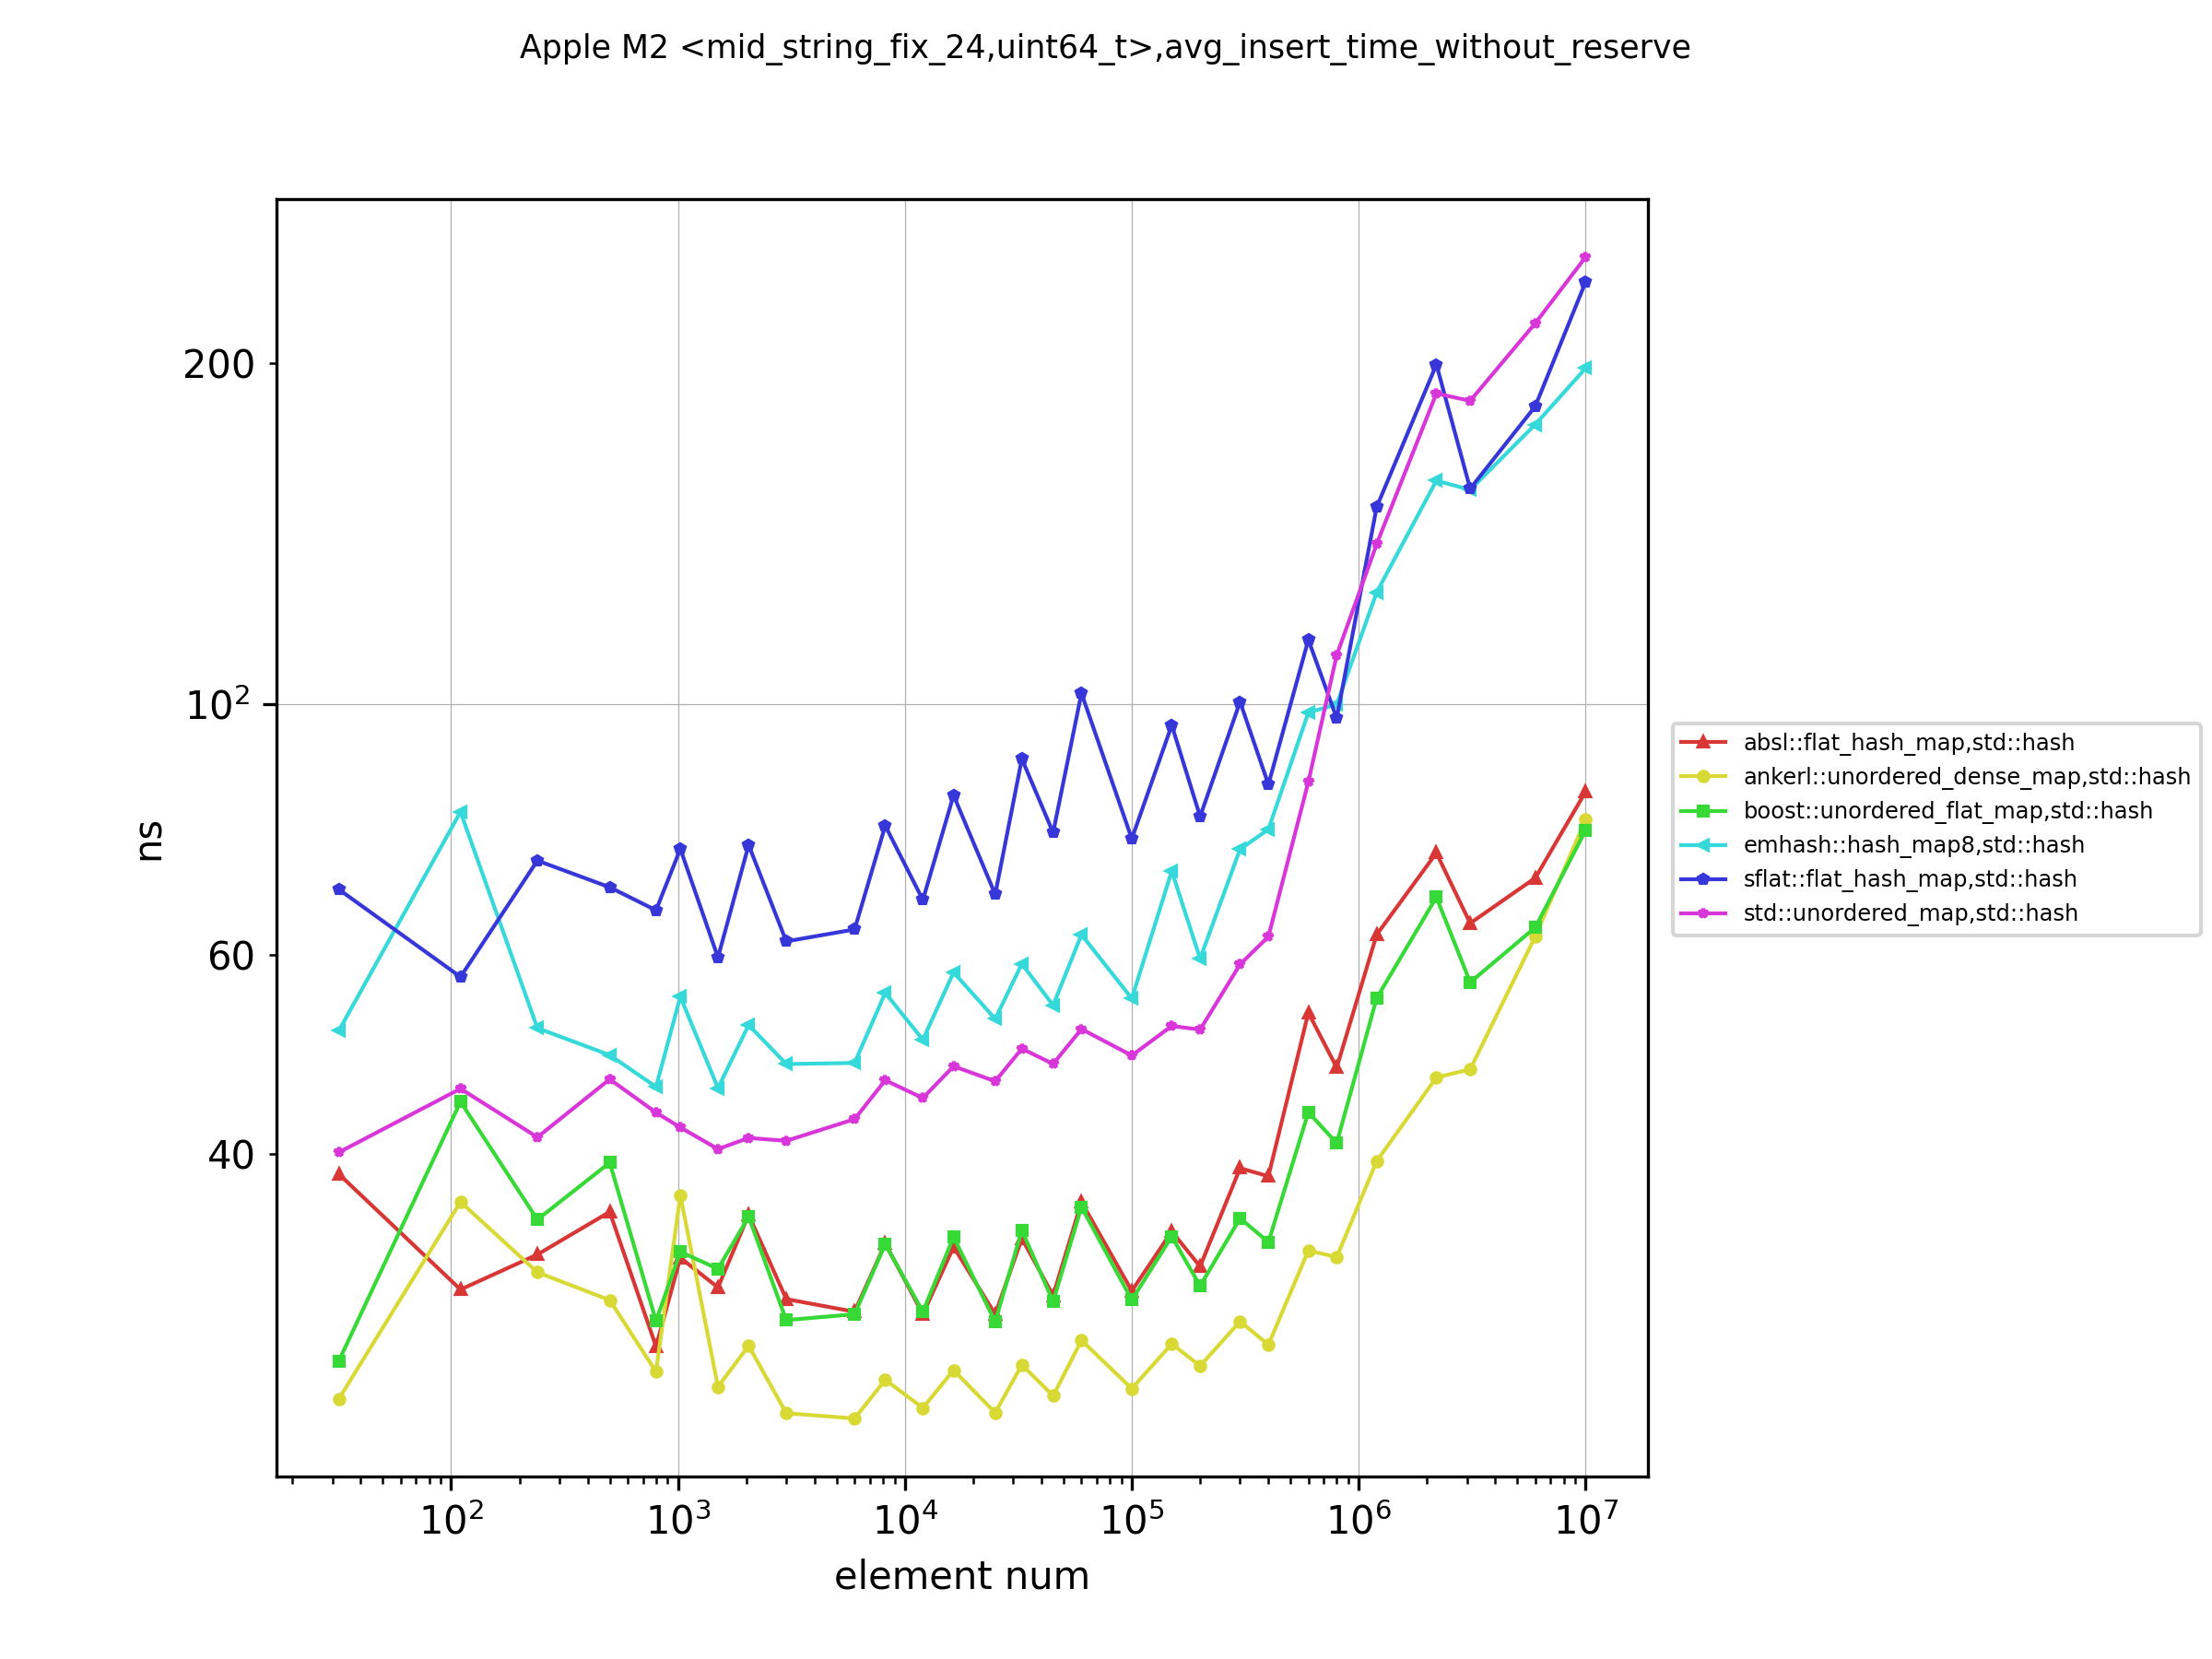 Apple M2 <mid_string_fix_24,uint64_t>,avg_insert_time_without_reserve
200
10²
60
40
ns
10² 10³ 10⁴ 10⁵ 10⁶ 10⁷
element num
absl::flat_hash_map,std::hash
ankerl::unordered_dense_map,std::hash
boost::unordered_flat_map,std::hash
emhash::hash_map8,std::hash
sflat::flat_hash_map,std::hash
std::unordered_map,std::hash